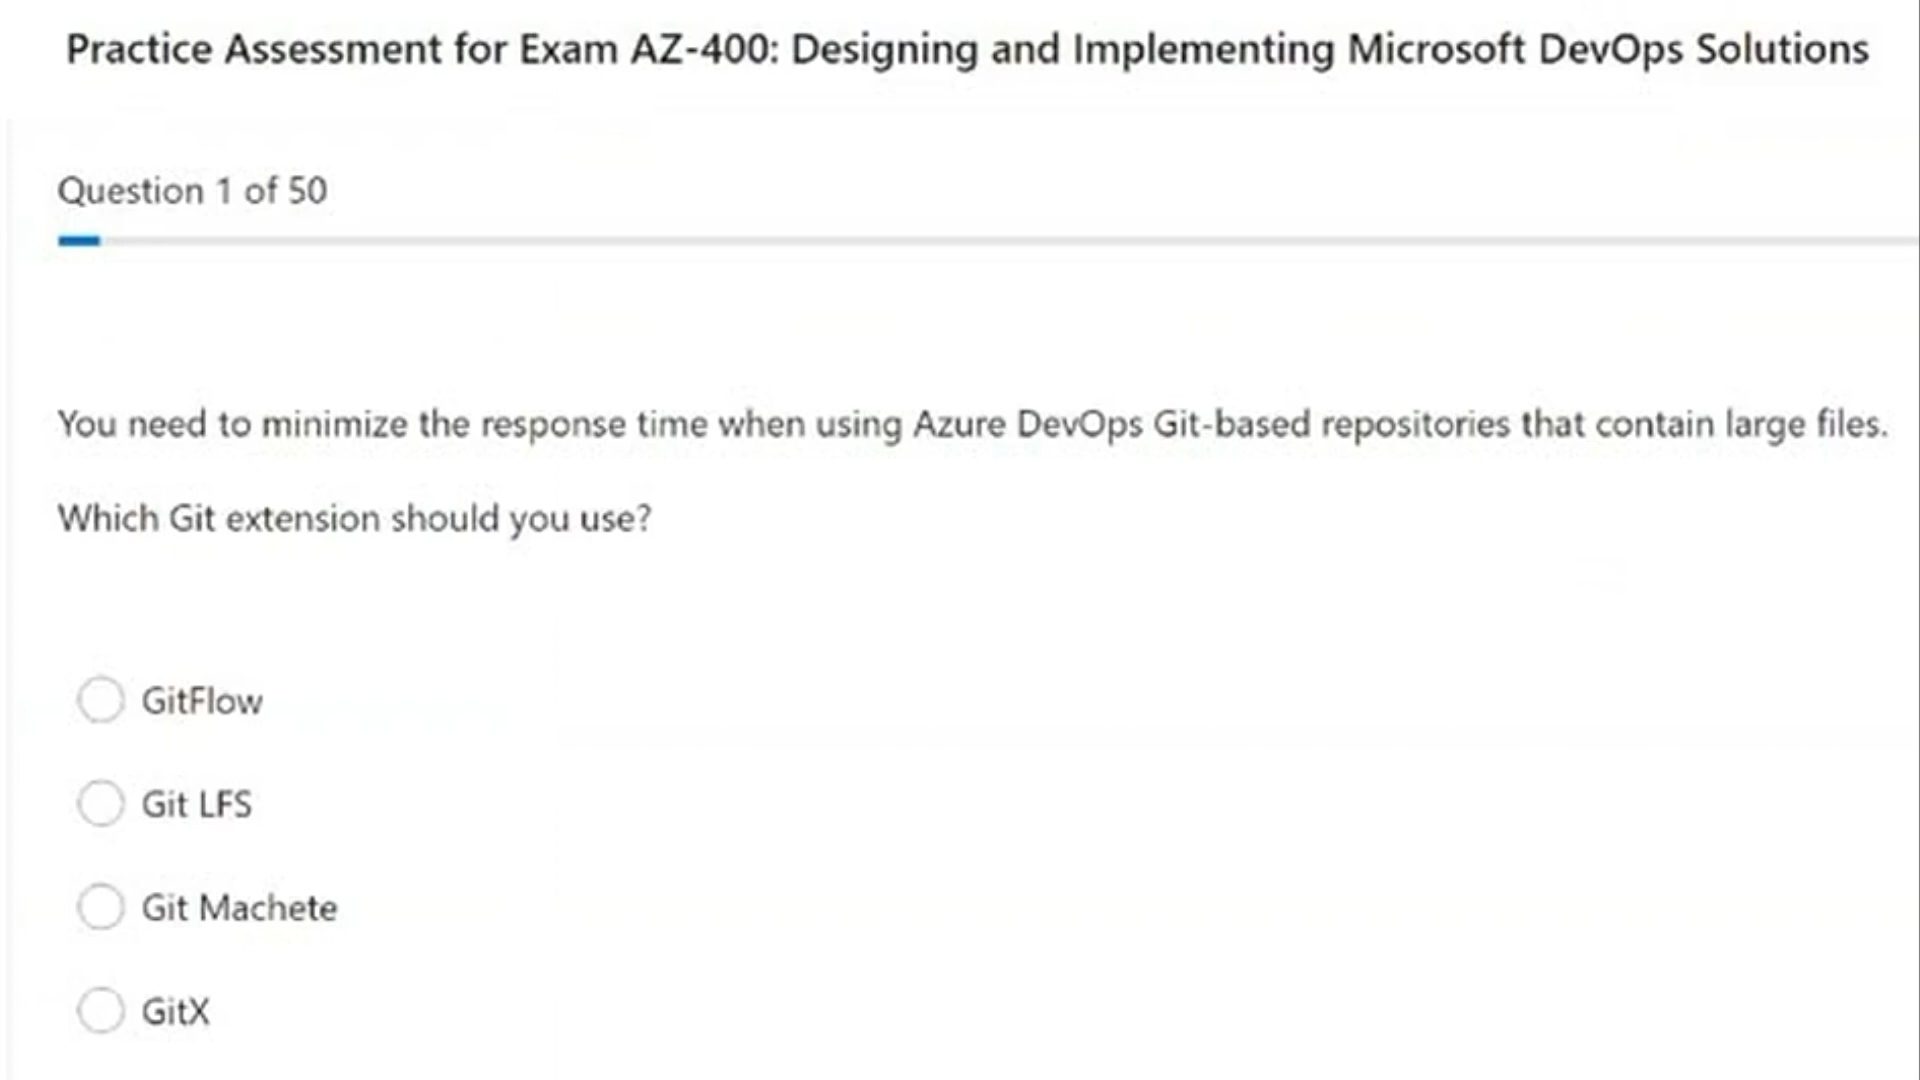 Practice Assessment for Exam AZ-400: Designing and Implementing Microsoft DevOps Solutions
Question 1 of 50
You need to minimize the response time when using Azure DevOps Git-based repositories that contain large files.
Which Git extension should you use?
GitFlow
Git LFS
Git Machete
GitX